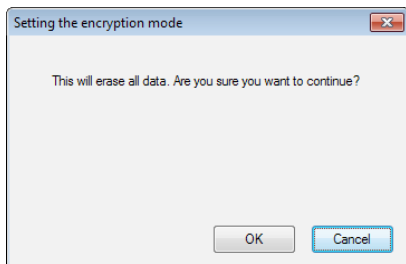 Setting the encryption mode
This will erase all data. Are you sure you want to continue?
OK
Cancel